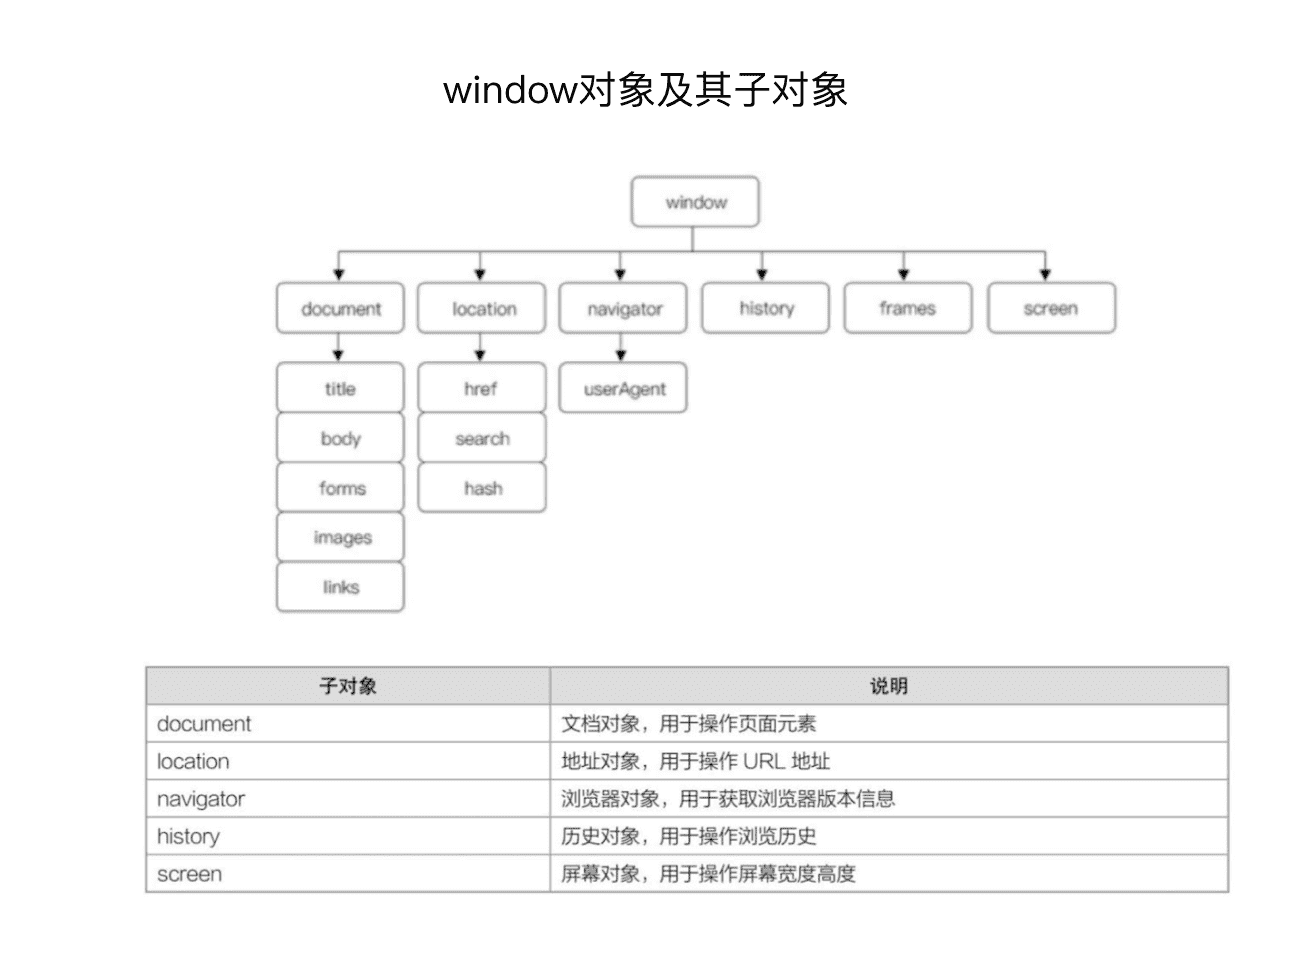 window对象及其子对象
window
document location navigator history frames screen
title href userAgent
body search
forms hash
images
links
子对象 说明
document 文档对象，用于操作页面元素
location 地址对象，用于操作 URL 地址
navigator 浏览器对象，用于获取浏览器版本信息
history 历史对象，用于操作浏览历史
screen 屏幕对象，用于操作屏幕宽度高度